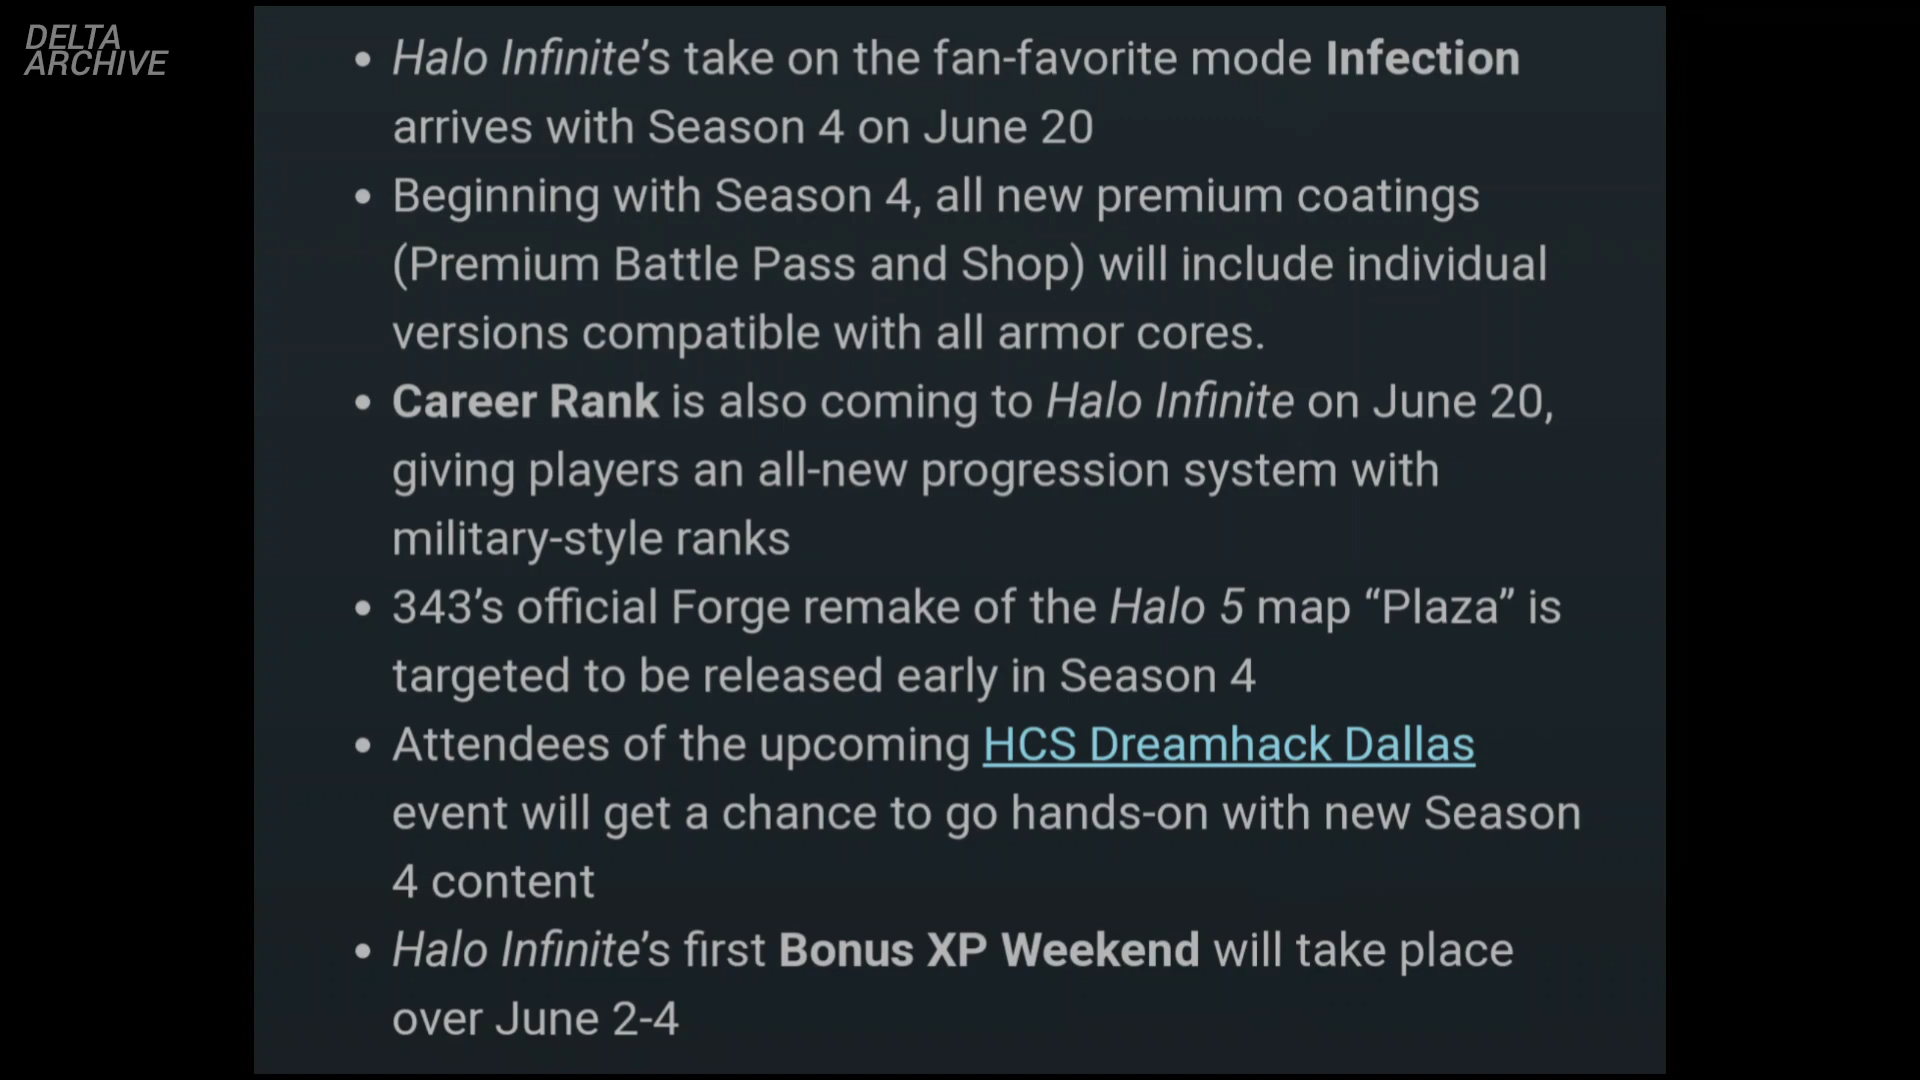 DELTA
ARCHIVE
• Halo Infinite’s take on the fan-favorite mode Infection
arrives with Season 4 on June 20
• Beginning with Season 4, all new premium coatings
(Premium Battle Pass and Shop) will include individual
versions compatible with all armor cores.
• Career Rank is also coming to Halo Infinite on June 20,
giving players an all-new progression system with
military-style ranks
• 343’s official Forge remake of the Halo 5 map “Plaza” is
targeted to be released early in Season 4
• Attendees of the upcoming HCS Dreamhack Dallas
event will get a chance to go hands-on with new Season
4 content
• Halo Infinite’s first Bonus XP Weekend will take place
over June 2-4